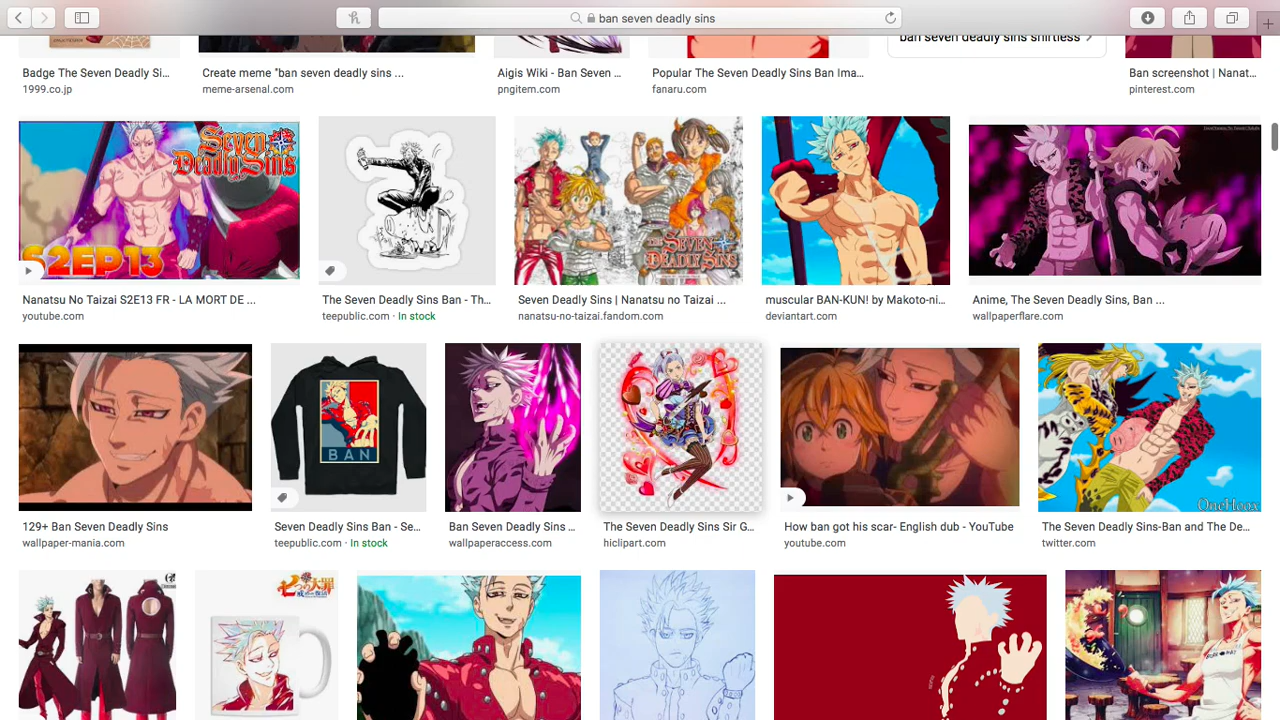 ban seven deadly sins
ban seven deadly sins shirtless
Badge The Seven Deadly Si...
1999.co.jp
Create meme "ban seven deadly sins ...
meme-arsenal.com
Aigis Wiki - Ban Seven ...
pngitem.com
Popular The Seven Deadly Sins Ban Ima...
fanaru.com
Ban screenshot | Nanat...
pinterest.com
Seven
Deadly Sins
S2EP13
THE SEVEN
DEADLY SINS
Nanatsu No Taizai S2E13 FR - LA MORT DE ...
youtube.com
The Seven Deadly Sins Ban - Th...
teepublic.com · In stock
Seven Deadly Sins | Nanatsu no Taizai ...
nanatsu-no-taizai.fandom.com
muscular BAN-KUN! by Makoto-ni...
deviantart.com
Anime, The Seven Deadly Sins, Ban ...
wallpaperflare.com
BAN
OneHoox
129+ Ban Seven Deadly Sins
wallpaper-mania.com
Seven Deadly Sins Ban - Se...
teepublic.com · In stock
Ban Seven Deadly Sins ...
wallpaperaccess.com
The Seven Deadly Sins Sir G...
hiclipart.com
How ban got his scar- English dub - YouTube
youtube.com
The Seven Deadly Sins-Ban and The De...
twitter.com
七つの大罪